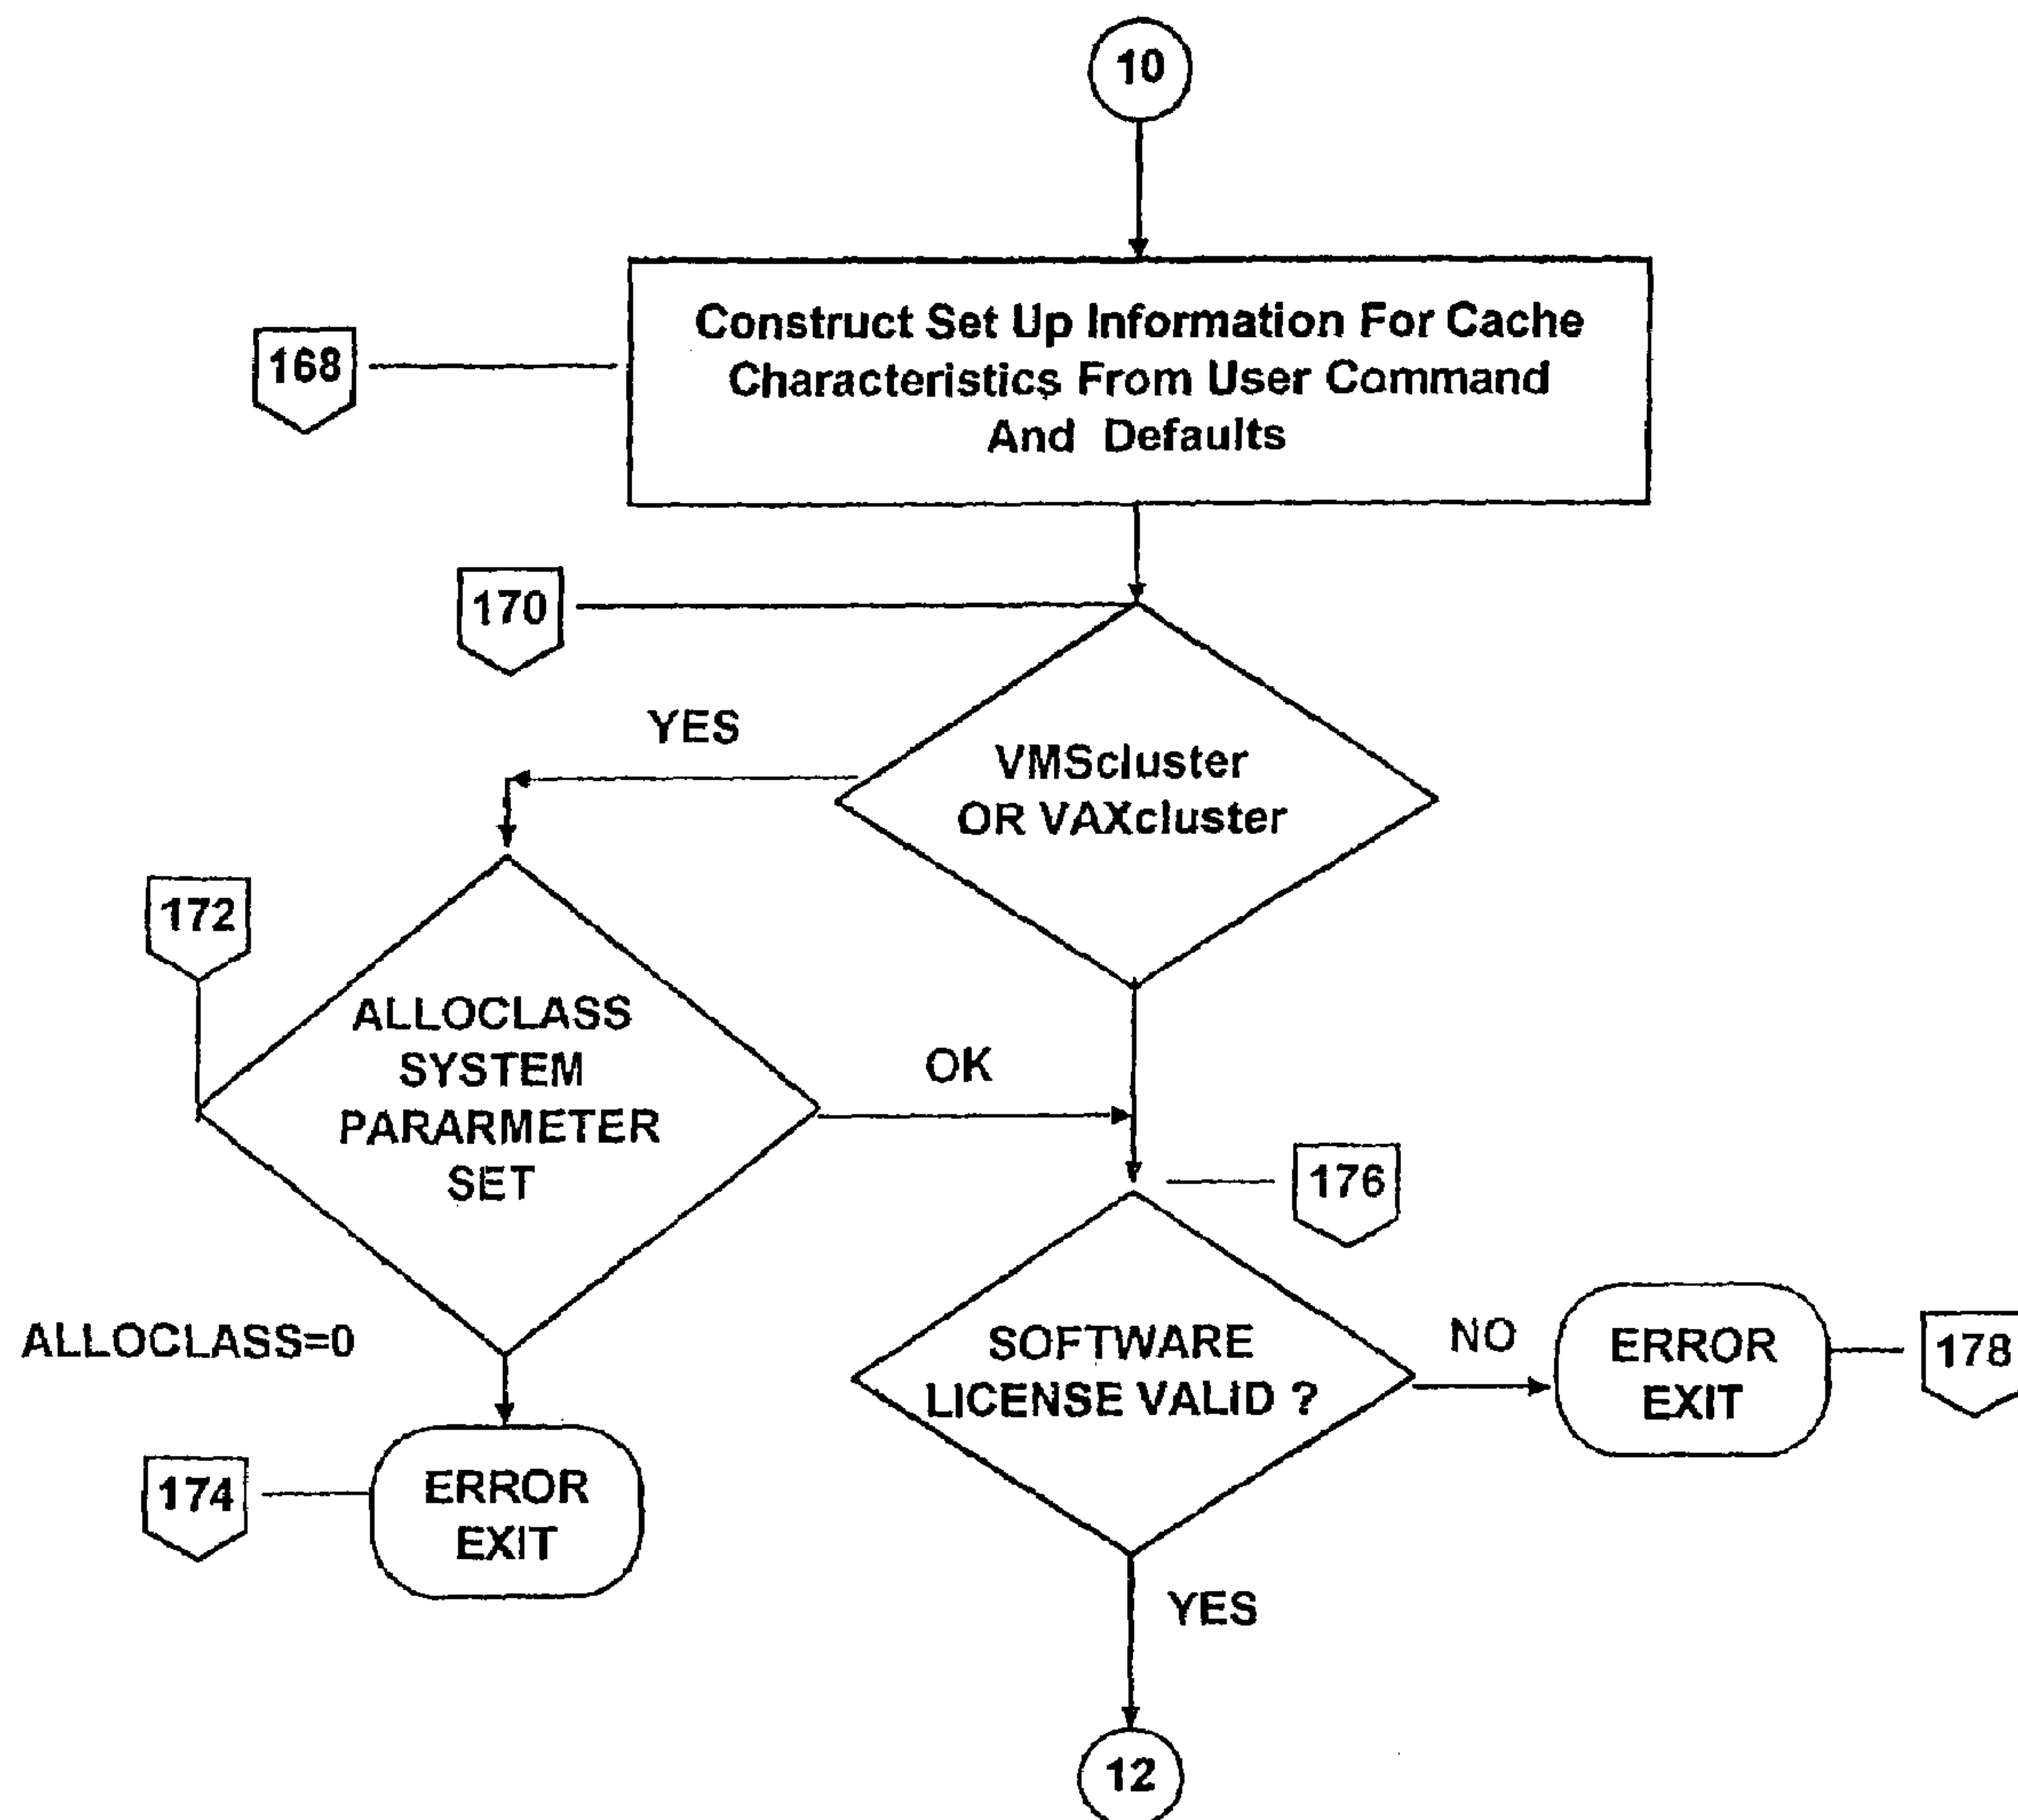 10
Construct Set Up Information For Cache
Characteristics From User Command
And Defaults
168
170
YES
VMScluster
OR VAXcluster
172
ALLOCLASS
SYSTEM
PARARMETER
SET
OK
176
ALLOCLASS=0
SOFTWARE
LICENSE VALID ?
NO
ERROR
EXIT
178
174
ERROR
EXIT
YES
12